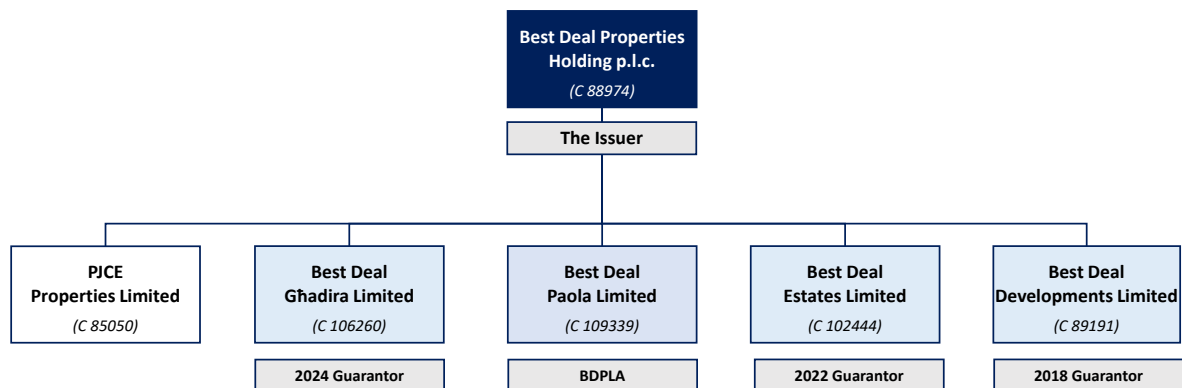 Best Deal Properties
Holding p.l.c.
(C 88974)
The Issuer
PJCE
Properties Limited
(C 85050)
Best Deal
Għadira Limited
(C 106260)
2024 Guarantor
Best Deal
Paola Limited
(C 109339)
BDPLA
Best Deal
Estates Limited
(C 102444)
2022 Guarantor
Best Deal
Developments Limited
(C 89191)
2018 Guarantor